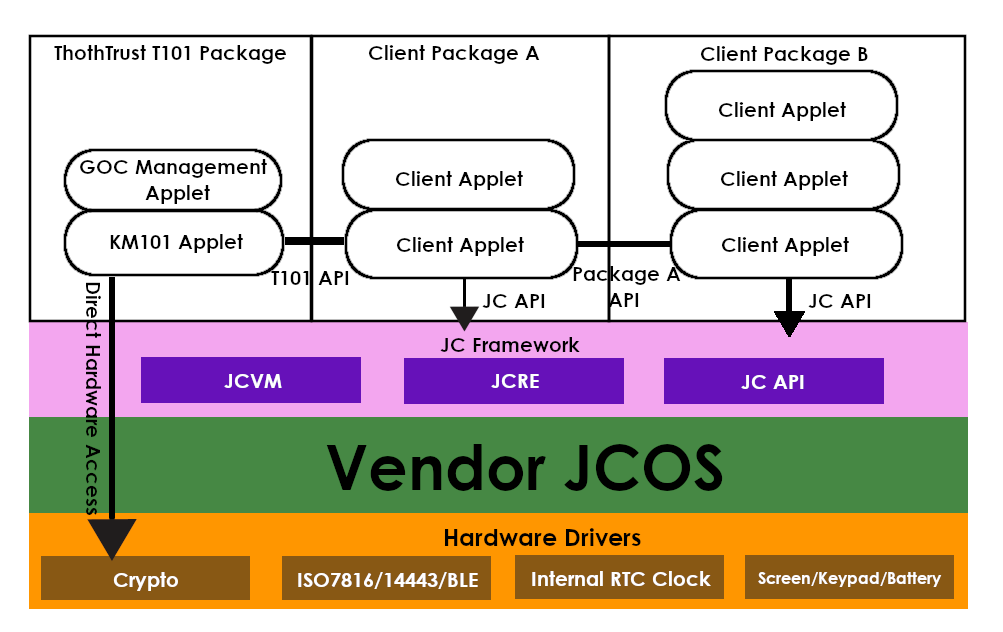 ThothTrust T101 Package
Client Package A
Client Package B
Client Applet
GOC Management
Applet
Client Applet
Client Applet
KM101 Applet
Client Applet
Client Applet
T101 API
Package A
API
JC API
JC API
Direct Hardware Access
JC Framework
JCVM
JCRE
JC API
Vendor JCOS
Hardware Drivers
Crypto
ISO7816/14443/BLE
Internal RTC Clock
Screen/Keypad/Battery